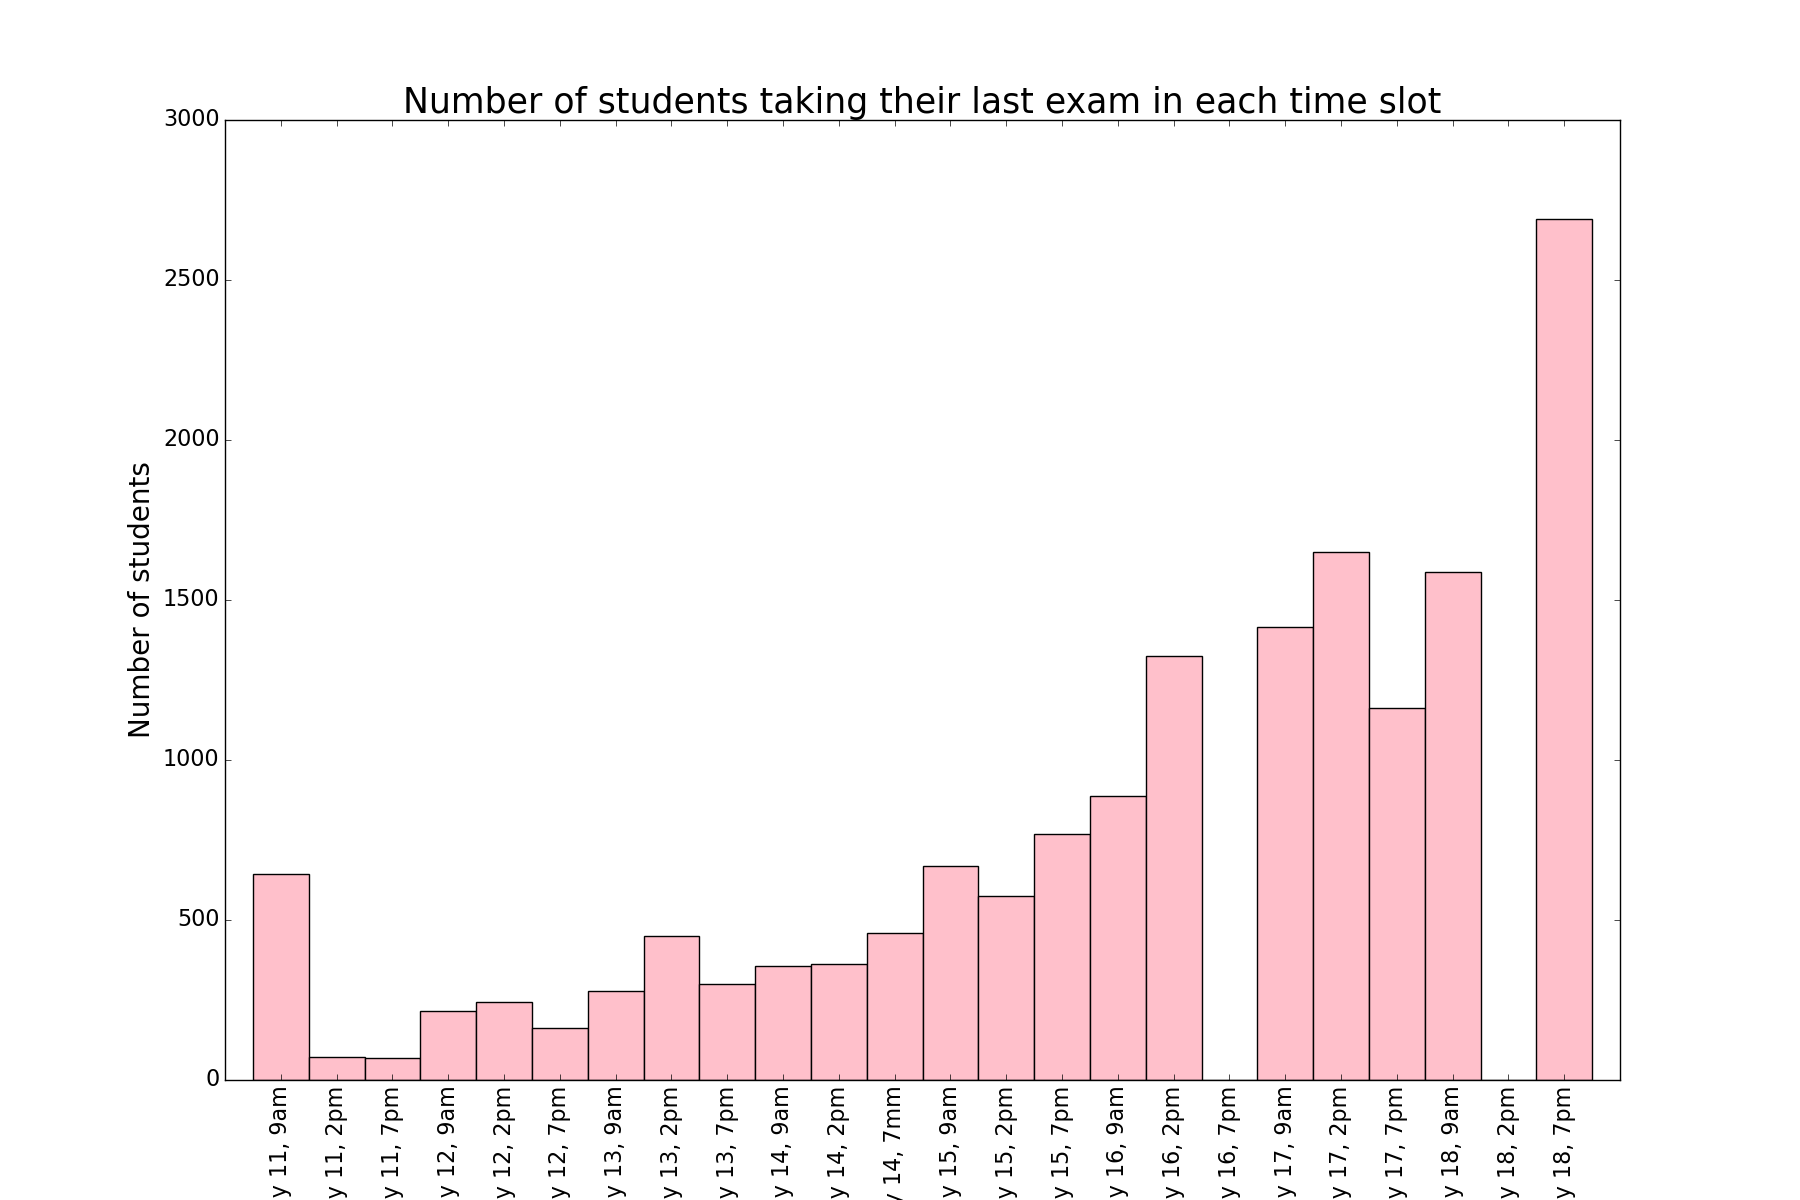 Number of students taking their last exam in each time slot
3000
2500
2000
1500
1000
500
0
Number of students
y 11, 9am
y 11, 2pm
y 11, 7pm
y 12, 9am
y 12, 2pm
y 12, 7pm
y 13, 9am
y 13, 2pm
y 13, 7pm
y 14, 9am
y 14, 2pm
y 14, 7mm
y 15, 9am
y 15, 2pm
y 15, 7pm
y 16, 9am
y 16, 2pm
y 16, 7pm
y 17, 9am
y 17, 2pm
y 17, 7pm
y 18, 9am
y 18, 2pm
y 18, 7pm